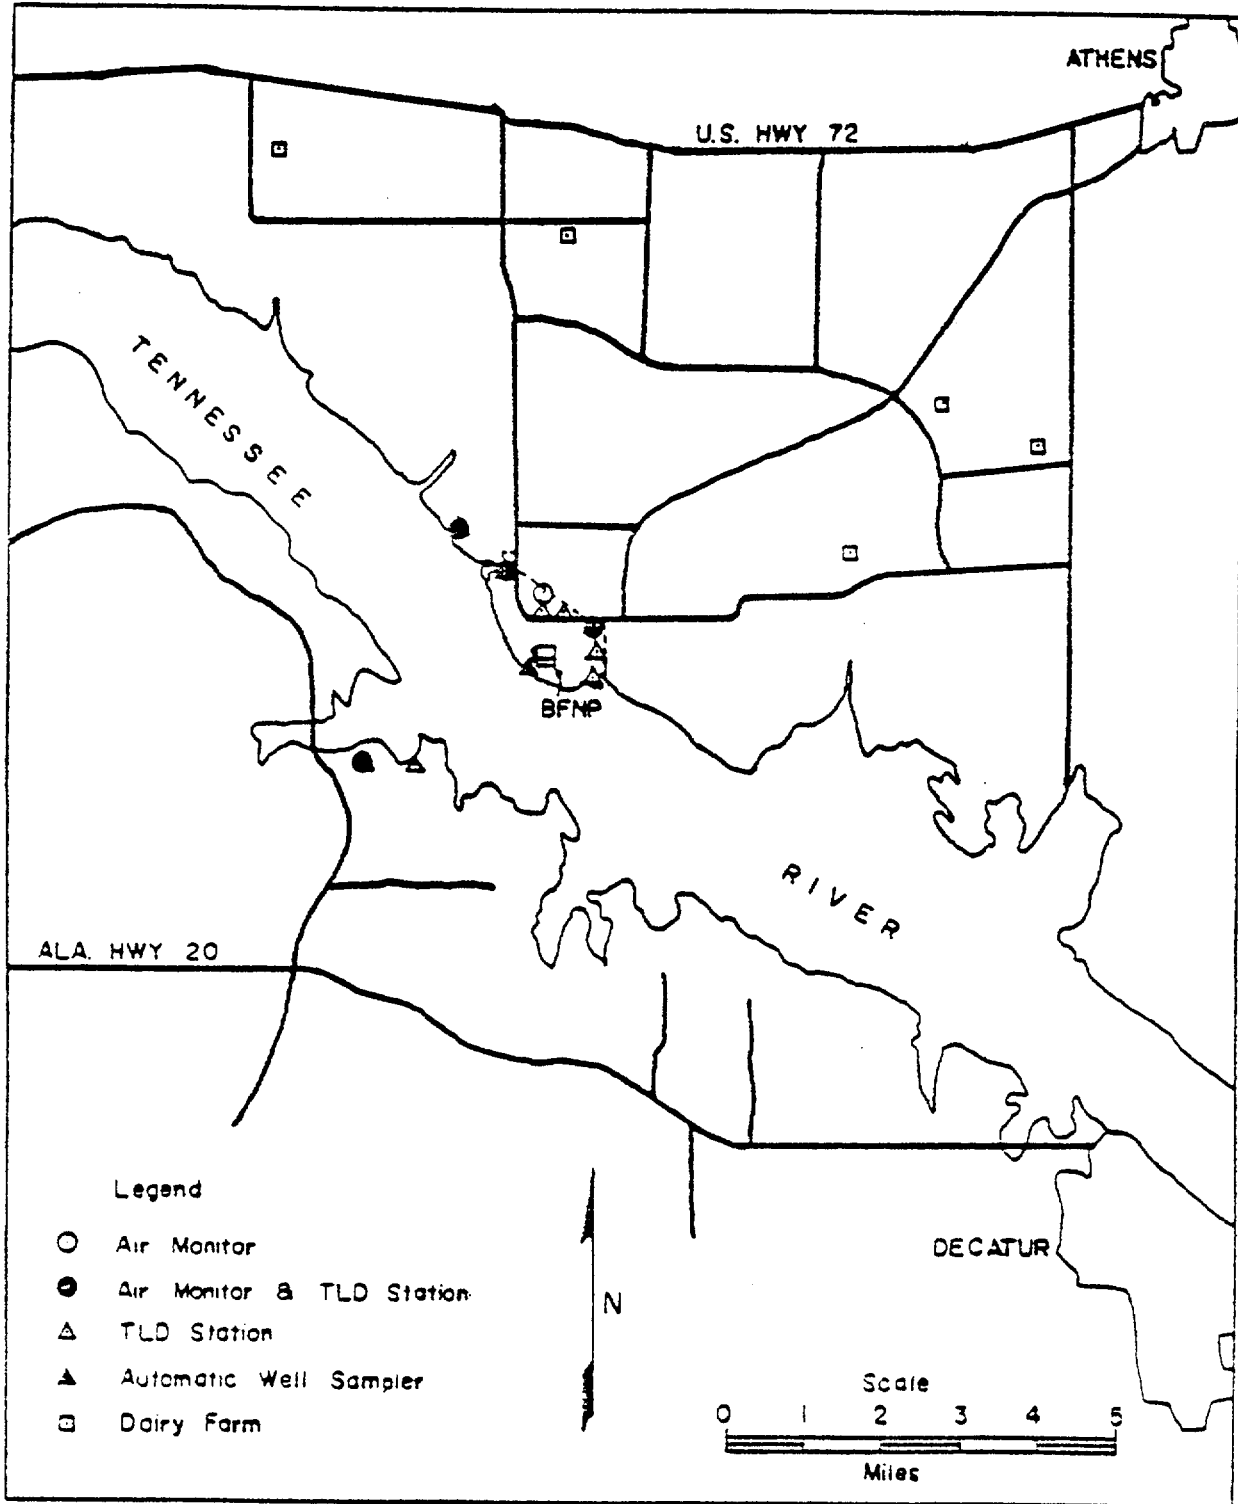 ATHENS
U.S. HWY 72
TENNESSEE
BFNP
RIVER
ALA. HWY 20
Legend
Air Monitor
Air Monitor & TLD Station
TLD Station
Automatic Well Sampler
Dairy Farm
N
DECATUR
Scale
0 1 2 3 4 5
Miles